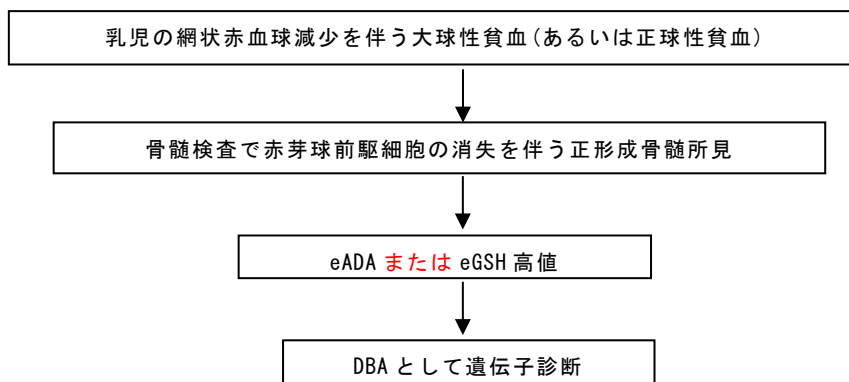 乳児の網状赤血球減少を伴う大球性貧血(あるいは正球性貧血)
骨髄検査で赤芽球前駆細胞の消失を伴う正形成骨髄所見
eADA または eGSH 高値
DBA として遺伝子診断